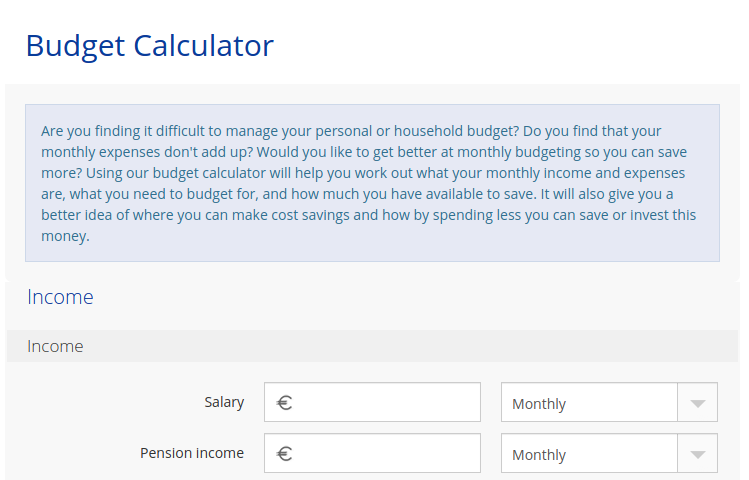 Budget Calculator
Are you finding it difficult to manage your personal or household budget? Do you find that your
monthly expenses don't add up? Would you like to get better at monthly budgeting so you can save
more? Using our budget calculator will help you work out what your monthly income and expenses
are, what you need to budget for, and how much you have available to save. It will also give you a
better idea of where you can make cost savings and how by spending less you can save or invest this
money.
Income
Income
Salary € Monthly
Pension income € Monthly